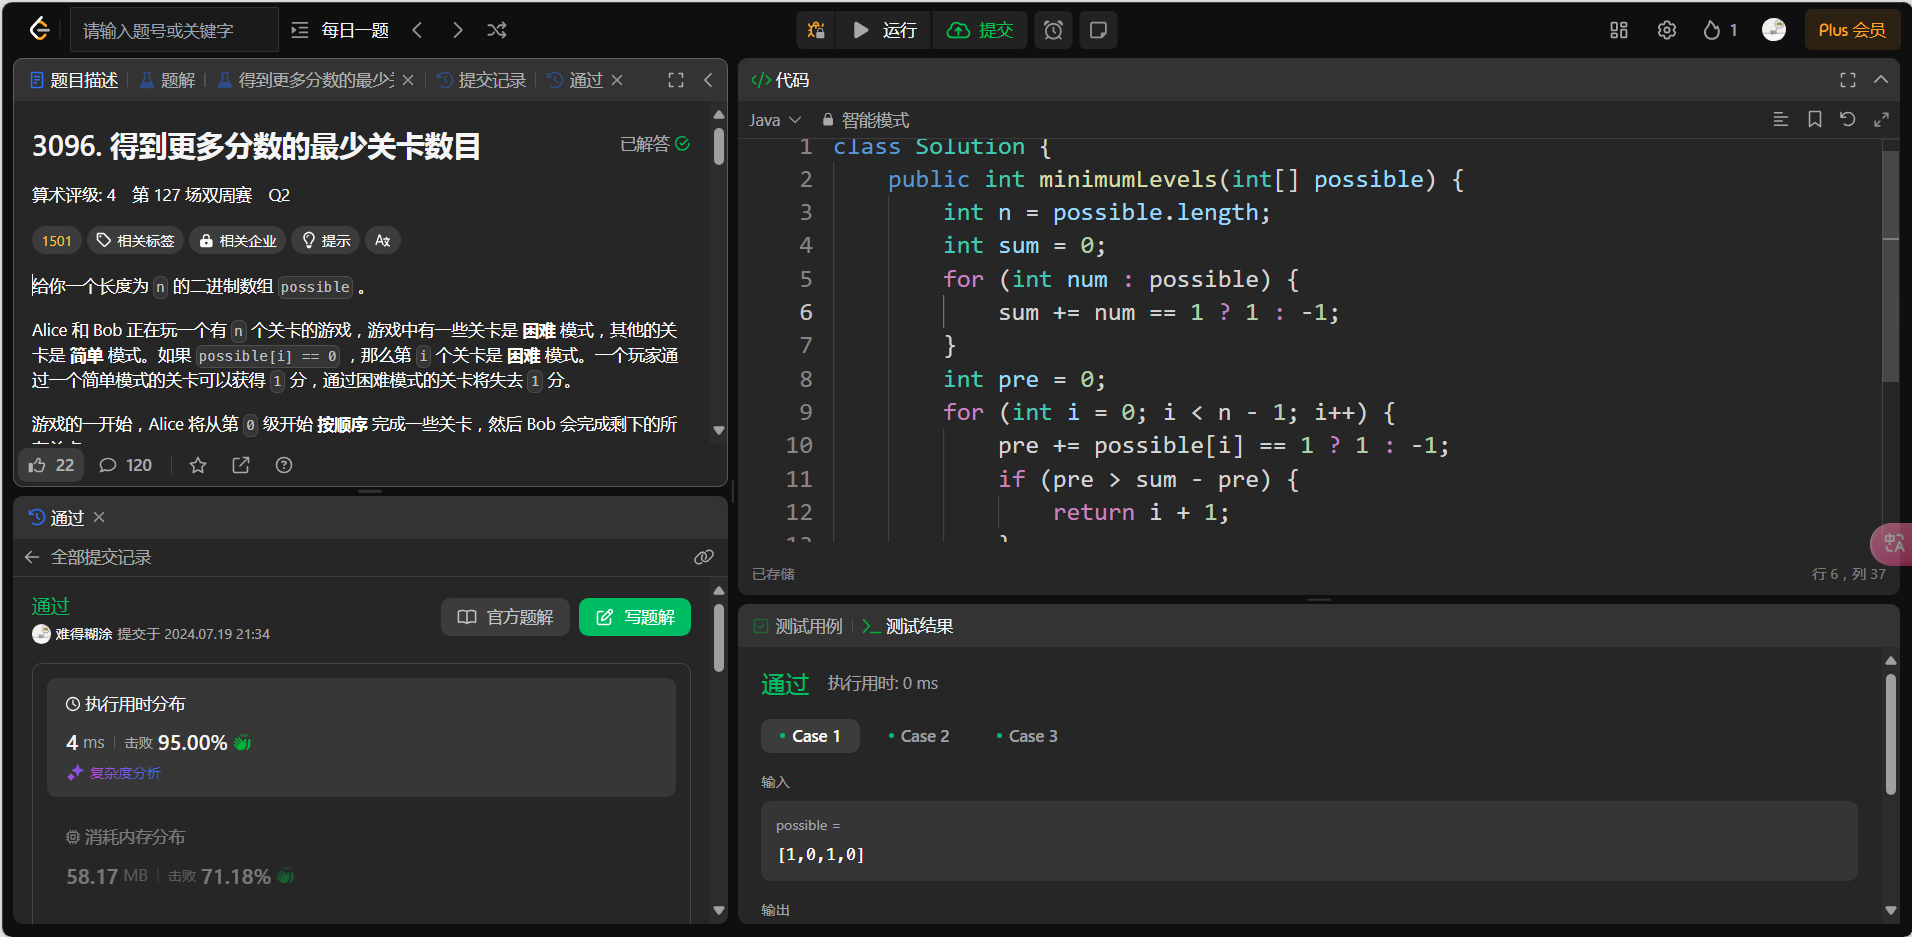 请输入题号或关键字
每日一题
运行
提交
1
Plus 会员
题目描述
题解
得到更多分数的最少关
提交记录
通过
3096. 得到更多分数的最少关卡数目
已解答
算术评级: 4 第 127 场双周赛 Q2
1501 相关标签 相关企业 提示
给你一个长度为 n 的二进制数组 possible 。
Alice 和 Bob 正在玩一个有 n 个关卡的游戏，游戏中有一些关卡是 困难 模式，其他的关
卡是 简单 模式。如果 possible[i] == 0 ，那么第 i 个关卡是 困难 模式。一个玩家通
过一个简单模式的关卡可以获得 1 分，通过困难模式的关卡将失去 1 分。
游戏的一开始，Alice 将从第 0 级开始 按顺序 完成一些关卡，然后 Bob 会完成剩下的所
22 120
通过
全部提交记录
通过
难得糊涂 提交于 2024.07.19 21:34
官方题解
写题解
执行用时分布
4 ms 击败 95.00%
复杂度分析
消耗内存分布
58.17 MB 击败 71.18%
</> 代码
Java 智能模式
1 class Solution {
2 public int minimumLevels(int[] possible) {
3 int n = possible.length;
4 int sum = 0;
5 for (int num : possible) {
6 sum += num == 1 ? 1 : -1;
7 }
8 int pre = 0;
9 for (int i = 0; i < n - 1; i++) {
10 pre += possible[i] == 1 ? 1 : -1;
11 if (pre > sum - pre) {
12 return i + 1;
13 }
已存储
行 6，列 37
测试用例
测试结果
通过 执行用时: 0 ms
Case 1 Case 2 Case 3
输入
possible =
[1,0,1,0]
输出